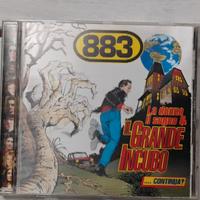 883
La donna il sogno &
IL GRANDE
INCUBO
... CONTINUA?